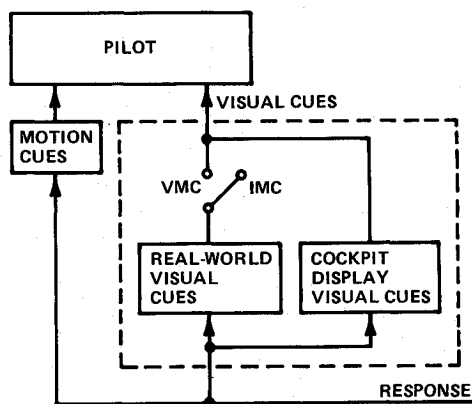 PILOT
VISUAL CUES
MOTION
CUES
VMC
IMC
REAL-WORLD
VISUAL
CUES
COCKPIT
DISPLAY
VISUAL CUES
RESPONSE